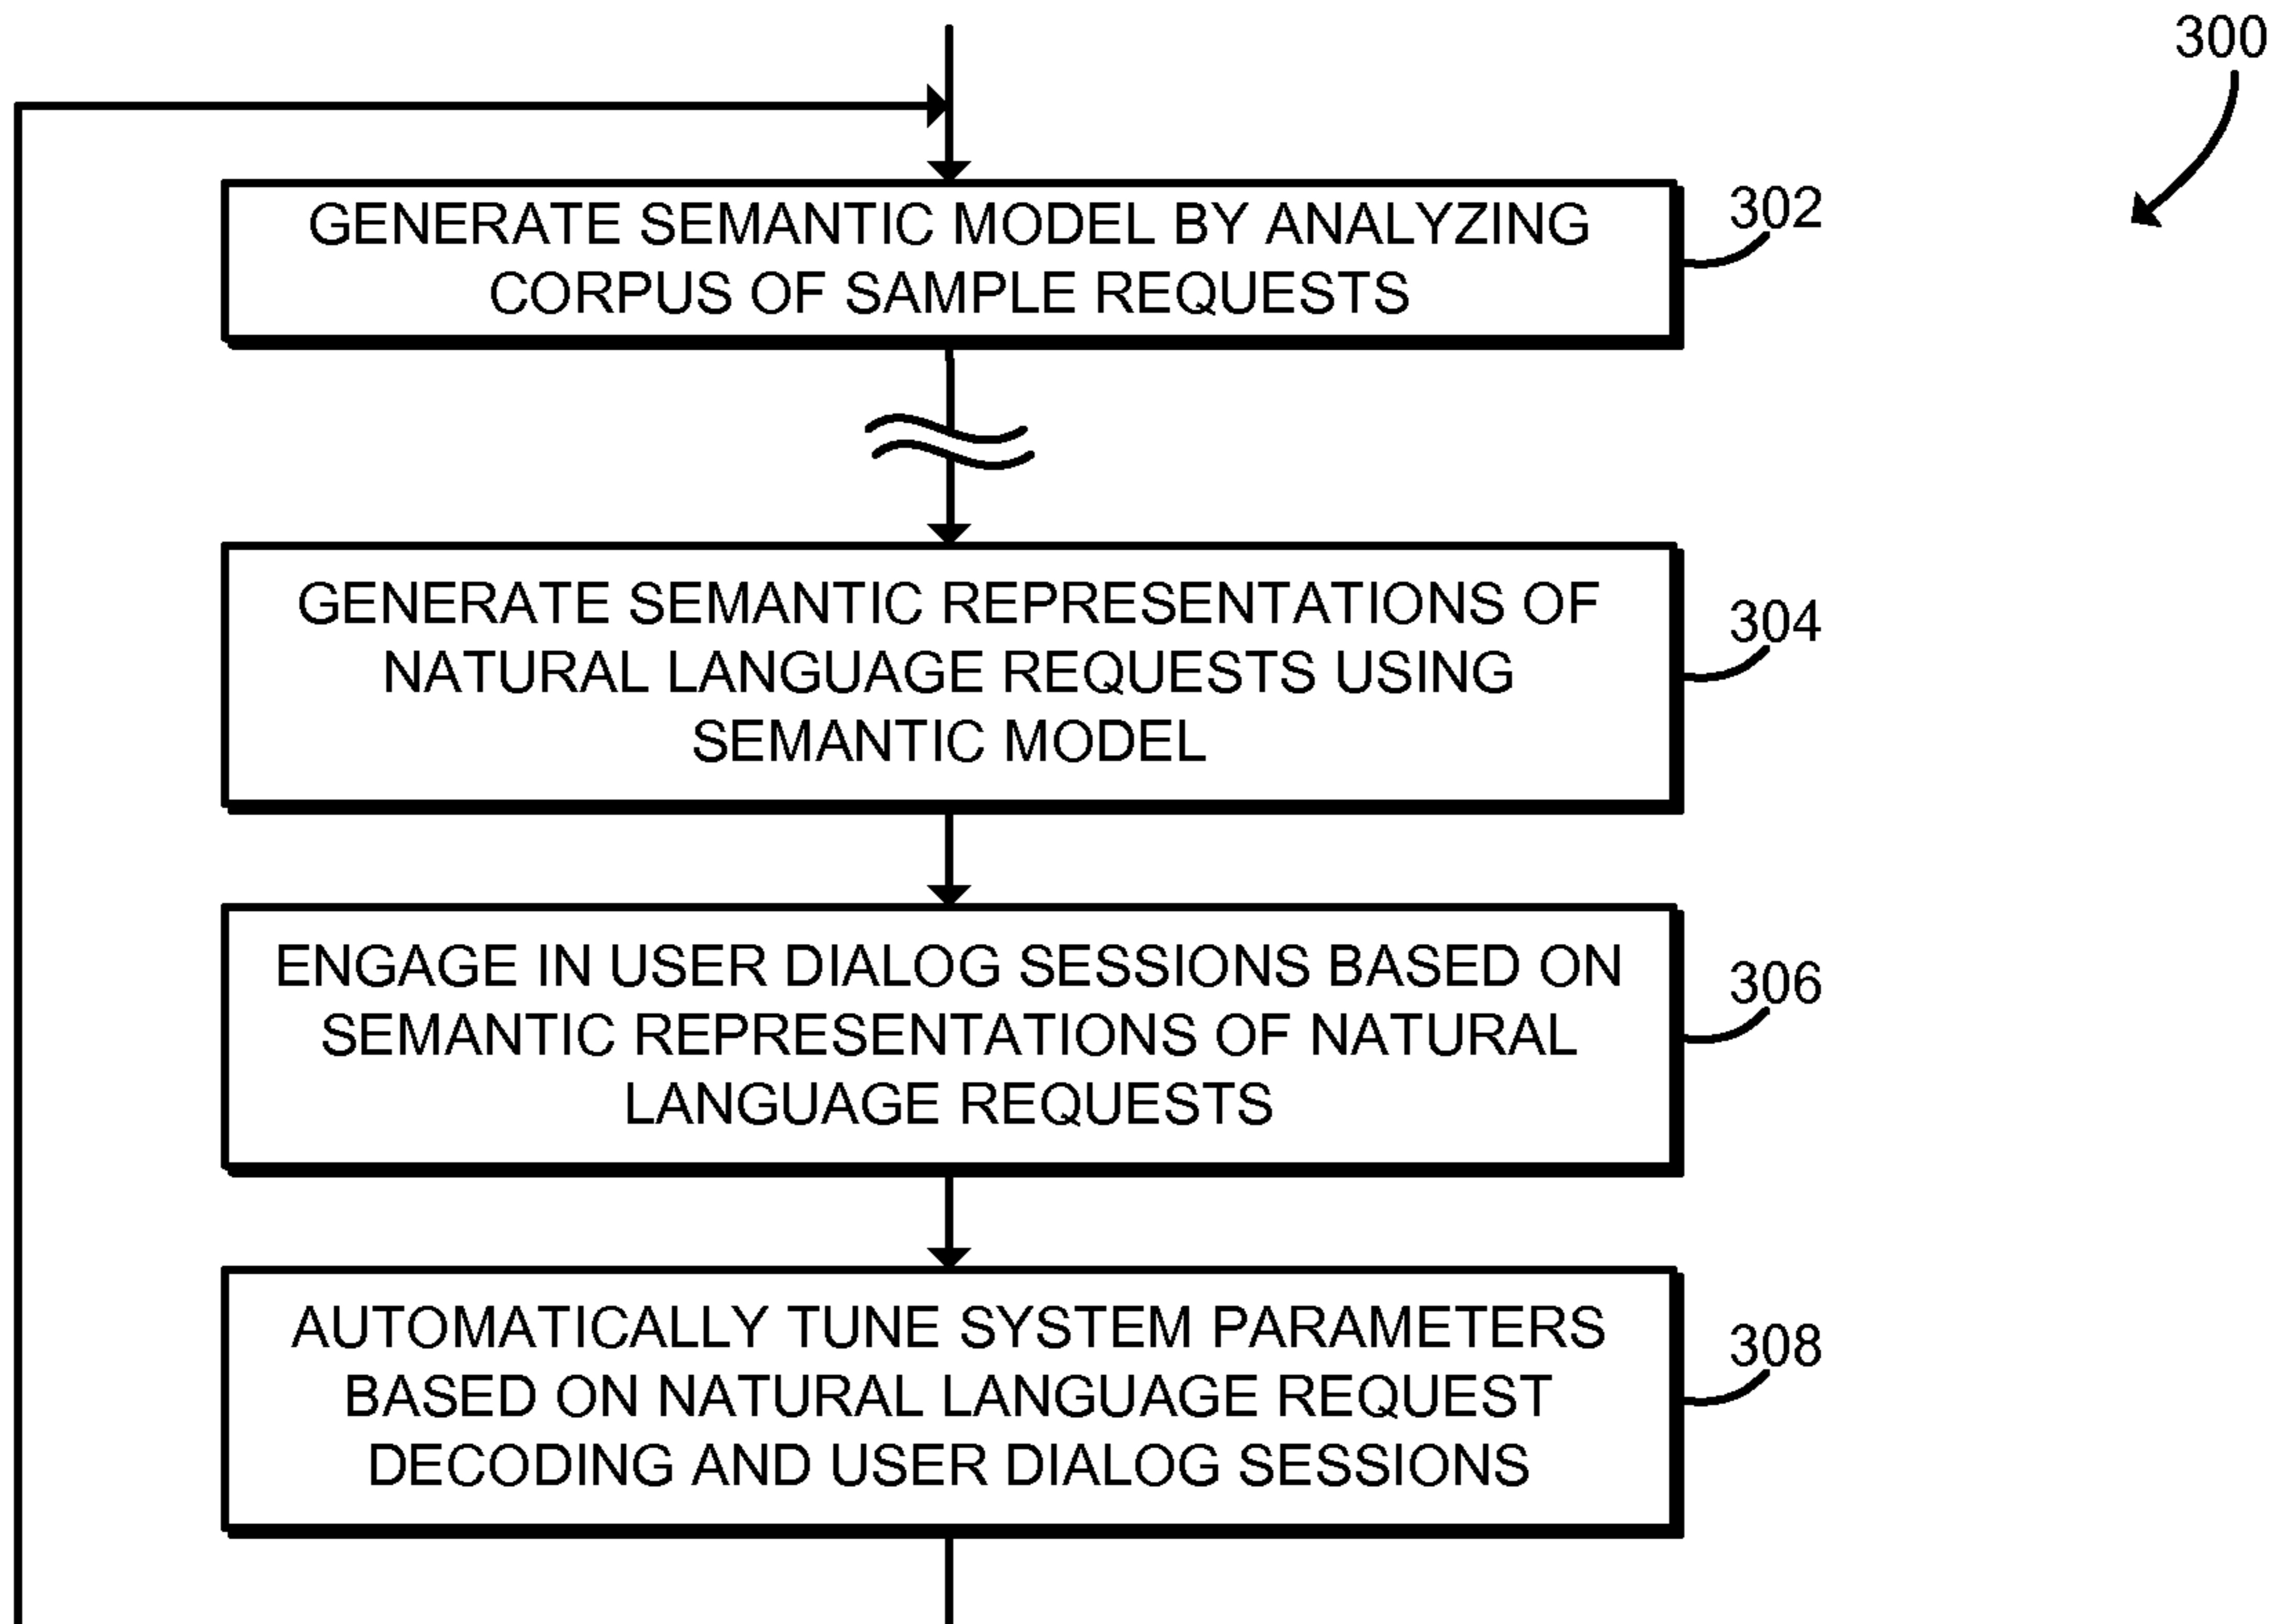 300
GENERATE SEMANTIC MODEL BY ANALYZING
CORPUS OF SAMPLE REQUESTS
302
GENERATE SEMANTIC REPRESENTATIONS OF
NATURAL LANGUAGE REQUESTS USING
SEMANTIC MODEL
304
ENGAGE IN USER DIALOG SESSIONS BASED ON
SEMANTIC REPRESENTATIONS OF NATURAL
LANGUAGE REQUESTS
306
AUTOMATICALLY TUNE SYSTEM PARAMETERS
BASED ON NATURAL LANGUAGE REQUEST
DECODING AND USER DIALOG SESSIONS
308